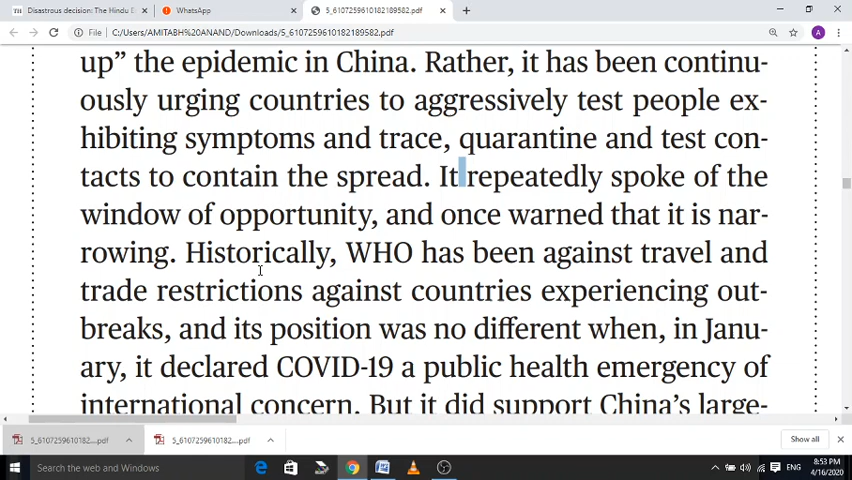 Disastrous decision: The Hindu E
WhatsApp
5_6107259610182189582.pdf
File
C:/Users/AMITABH%20ANAND/Downloads/5_6107259610182189582.pdf
A
up” the epidemic in China. Rather, it has been continu-
ously urging countries to aggressively test people ex-
hibiting symptoms and trace, quarantine and test con-
tacts to contain the spread. It repeatedly spoke of the
window of opportunity, and once warned that it is nar-
rowing. Historically, WHO has been against travel and
trade restrictions against countries experiencing out-
breaks, and its position was no different when, in Janu-
ary, it declared COVID-19 a public health emergency of
international concern. But it did support China’s large-
5_6107259610182....pdf
5_6107259610182....pdf
Show all
Search the web and Windows
ENG
8:53 PM
4/16/2020